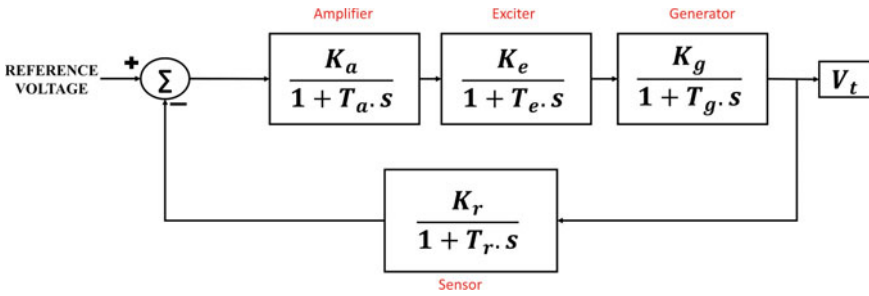 Amplifier
Exciter
Generator
REFERENCE
VOLTAGE
+
Σ
−
K_a
1 + T_a. s
K_e
1 + T_e. s
K_g
1 + T_g. s
V_t
K_r
1 + T_r. s
Sensor